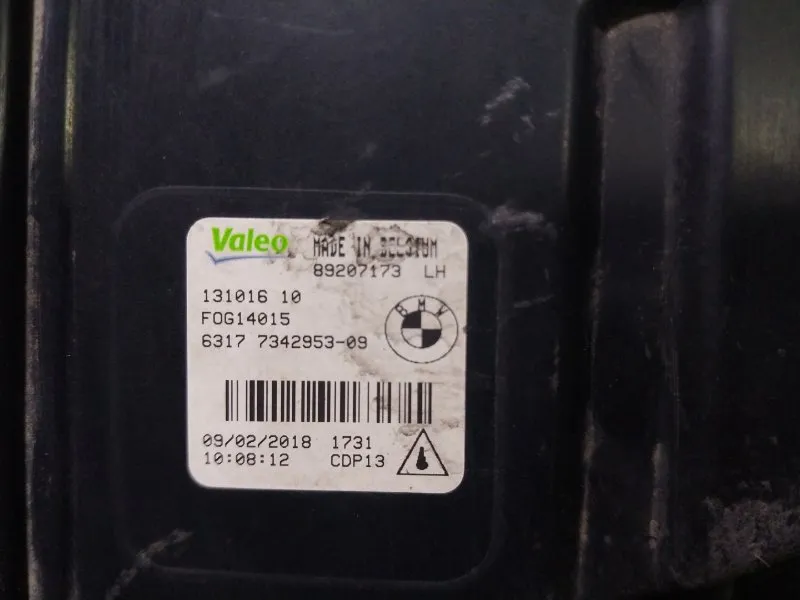 Valeo MADE IN BELGIUM
89207173 LH
131016 10
FOG14015
BMW
6317 7342953-09
09/02/2018 1731
10:08:12 CDP13